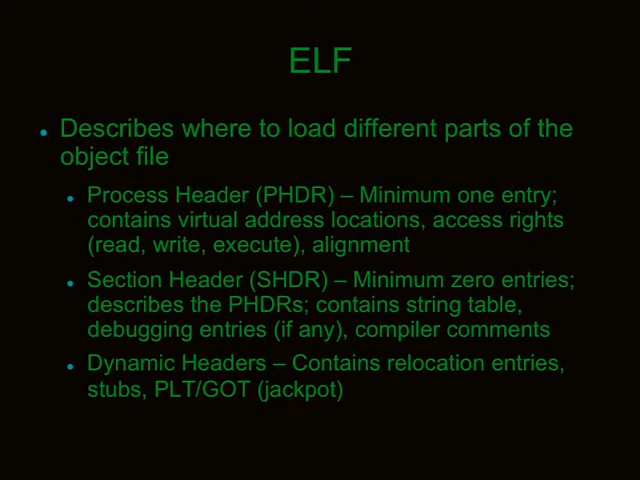 ELF
Describes where to load different parts of the
object file
Process Header (PHDR) – Minimum one entry;
contains virtual address locations, access rights
(read, write, execute), alignment
Section Header (SHDR) – Minimum zero entries;
describes the PHDRs; contains string table,
debugging entries (if any), compiler comments
Dynamic Headers – Contains relocation entries,
stubs, PLT/GOT (jackpot)